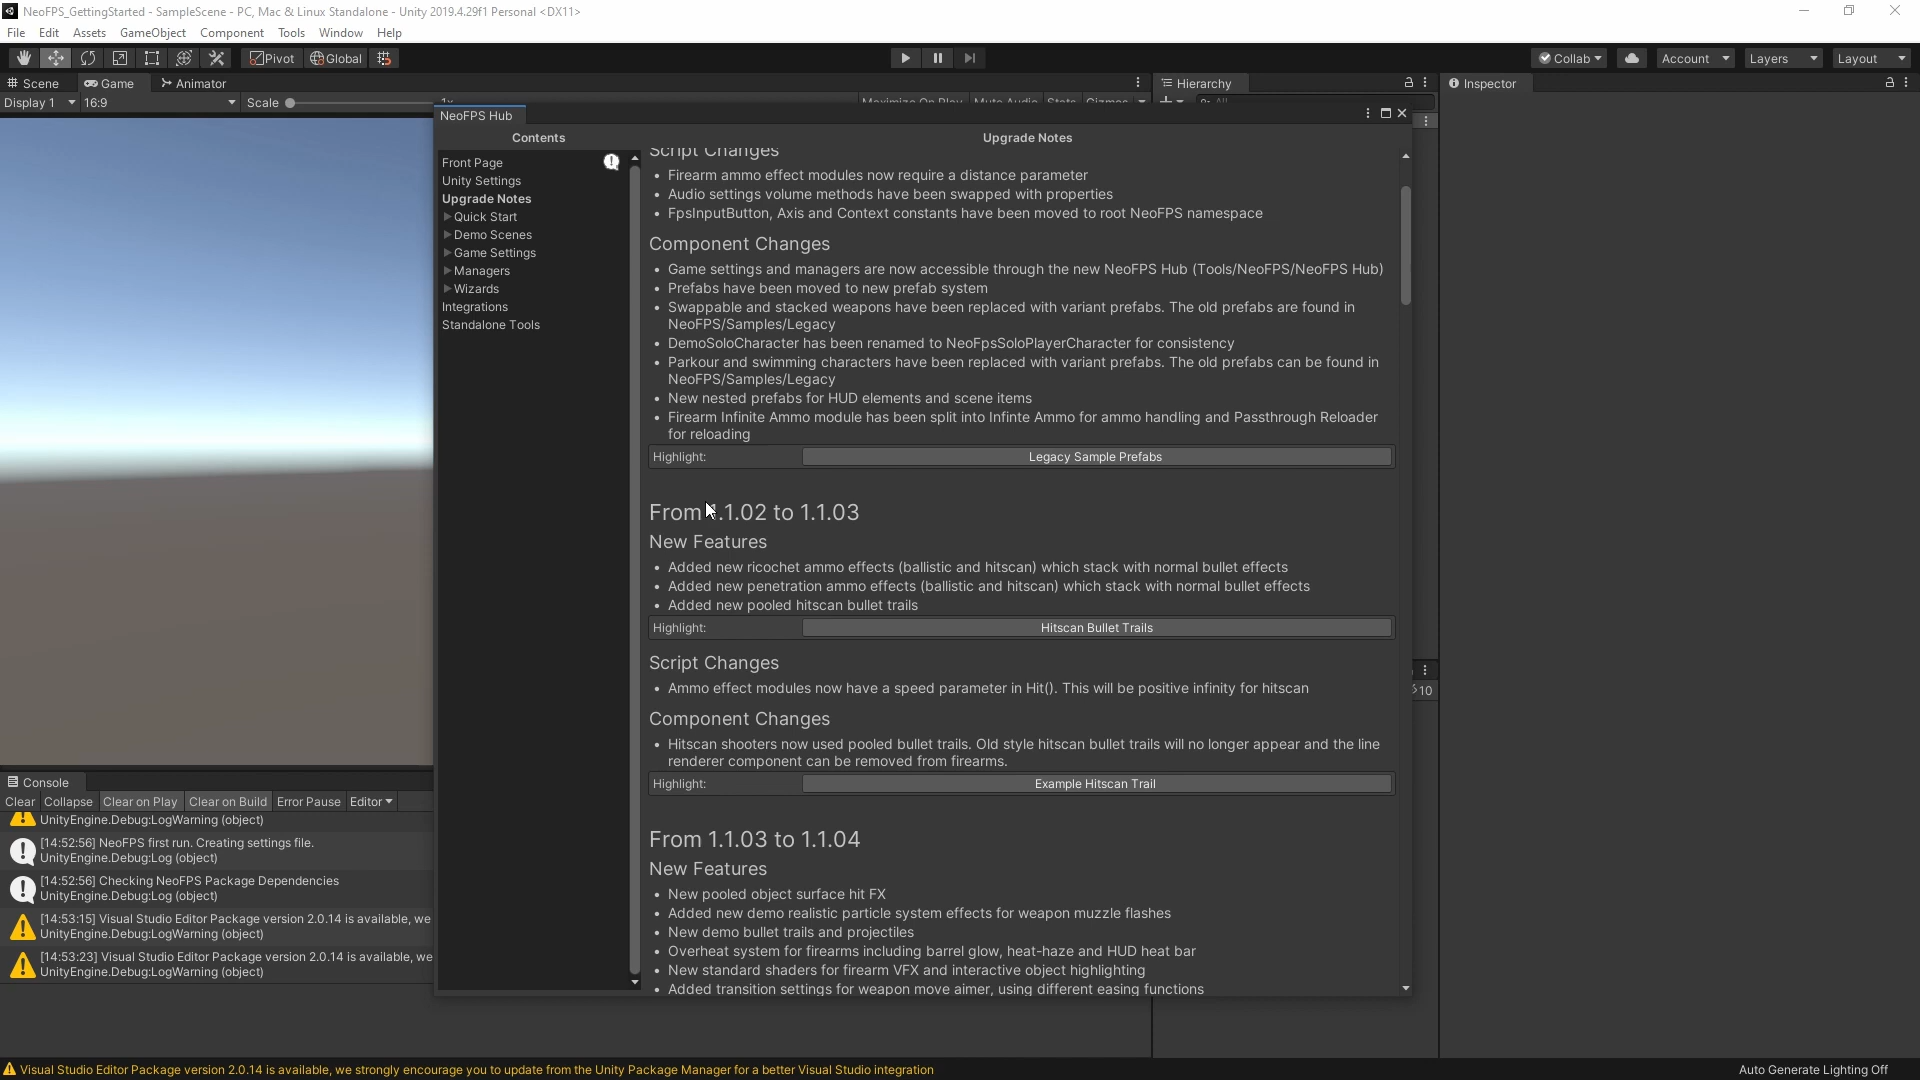 NeoFPS_GettingStarted - SampleScene - PC, Mac & Linux Standalone - Unity 2019.4.29f1 Personal <DX11>
File Edit Assets GameObject Component Tools Window Help
Pivot Global Collab Account Layers Layout
Scene Game Animator Hierarchy Inspector
Display 1 16:9 Scale 1x Maximize On Play Mute Audio Stats Gizmos All
NeoFPS Hub
Contents
Front Page
Unity Settings
Upgrade Notes
Quick Start
Demo Scenes
Game Settings
Managers
Wizards
Integrations
Standalone Tools
Upgrade Notes
Script Changes
• Firearm ammo effect modules now require a distance parameter
• Audio settings volume methods have been swapped with properties
• FpsInputButton, Axis and Context constants have been moved to root NeoFPS namespace
Component Changes
• Game settings and managers are now accessible through the new NeoFPS Hub (Tools/NeoFPS/NeoFPS Hub)
• Prefabs have been moved to new prefab system
• Swappable and stacked weapons have been replaced with variant prefabs. The old prefabs are found in
NeoFPS/Samples/Legacy
• DemoSoloCharacter has been renamed to NeoFpsSoloPlayerCharacter for consistency
• Parkour and swimming characters have been replaced with variant prefabs. The old prefabs can be found in
NeoFPS/Samples/Legacy
• New nested prefabs for HUD elements and scene items
• Firearm Infinite Ammo module has been split into Infinte Ammo for ammo handling and Passthrough Reloader
for reloading
Highlight: Legacy Sample Prefabs
From 1.1.02 to 1.1.03
New Features
• Added new ricochet ammo effects (ballistic and hitscan) which stack with normal bullet effects
• Added new penetration ammo effects (ballistic and hitscan) which stack with normal bullet effects
• Added new pooled hitscan bullet trails
Highlight: Hitscan Bullet Trails
Script Changes
• Ammo effect modules now have a speed parameter in Hit(). This will be positive infinity for hitscan
Component Changes
• Hitscan shooters now used pooled bullet trails. Old style hitscan bullet trails will no longer appear and the line
renderer component can be removed from firearms.
Highlight: Example Hitscan Trail
From 1.1.03 to 1.1.04
New Features
• New pooled object surface hit FX
• Added new demo realistic particle system effects for weapon muzzle flashes
• New demo bullet trails and projectiles
• Overheat system for firearms including barrel glow, heat-haze and HUD heat bar
• New standard shaders for firearm VFX and interactive object highlighting
• Added transition settings for weapon move aimer, using different easing functions
10
Console
Clear Collapse Clear on Play Clear on Build Error Pause Editor
UnityEngine.Debug:LogWarning (object)
[14:52:56] NeoFPS first run. Creating settings file.
UnityEngine.Debug:Log (object)
[14:52:56] Checking NeoFPS Package Dependencies
UnityEngine.Debug:Log (object)
[14:53:15] Visual Studio Editor Package version 2.0.14 is available, we
UnityEngine.Debug:LogWarning (object)
[14:53:23] Visual Studio Editor Package version 2.0.14 is available, we
UnityEngine.Debug:LogWarning (object)
Visual Studio Editor Package version 2.0.14 is available, we strongly encourage you to update from the Unity Package Manager for a better Visual Studio integration
Auto Generate Lighting Off